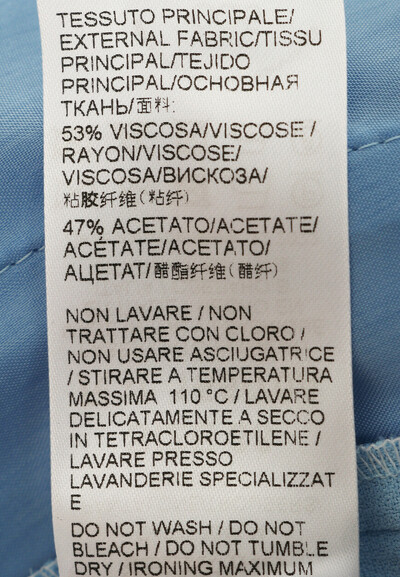 TESSUTO PRINCIPALE/
EXTERNAL FABRIC/TISSU
PRINCIPAL/TEJIDO
PRINCIPAL/ОСНОВНАЯ
ТКАНЬ/面料:
53% VISCOSA/VISCOSE /
RAYON/VISCOSE/
VISCOSA/ВИСКОЗА/
粘胶纤维(粘纤)
47% ACETATO/ACETATE/
ACÉTATE/ACETATO/
АЦЕТАТ/醋酯纤维(醋纤)
NON LAVARE / NON
TRATTARE CON CLORO /
NON USARE ASCIUGATRICE
/ STIRARE A TEMPERATURA
MASSIMA 110 °C / LAVARE
DELICATAMENTE A SECCO
IN TETRACLOROETILENE /
LAVARE PRESSO
LAVANDERIE SPECIALIZZAT
E
DO NOT WASH / DO NOT
BLEACH / DO NOT TUMBLE
DRY / IRONING MAXIMUM